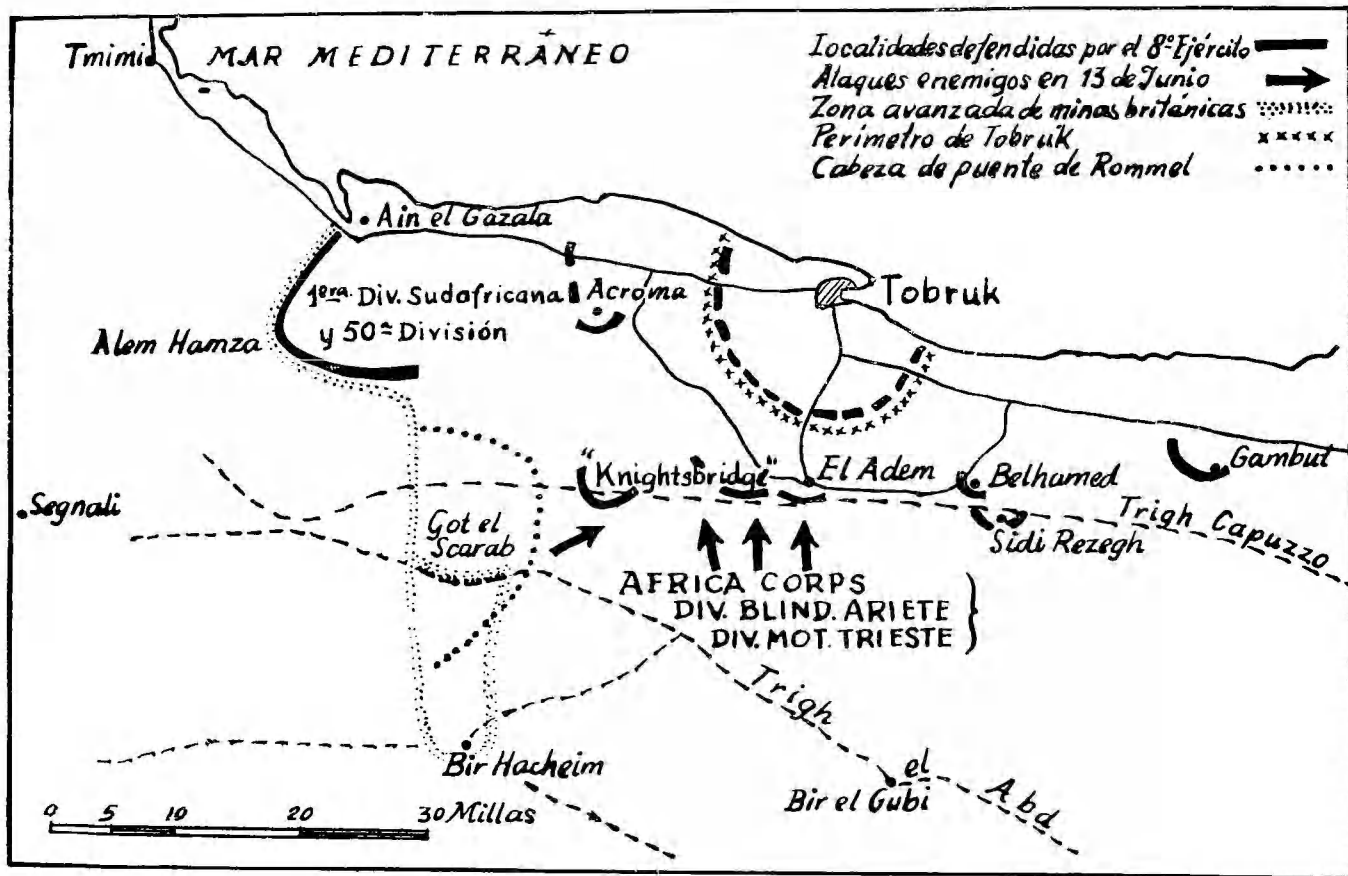 Tmimi
MAR MEDITERRÁNEO
Localidades defendidas por el 8º Ejército
Ataques enemigos en 13 de Junio
Zona avanzada de minas británicas
Perímetro de Tobruk
Cabeza de puente de Rommel
Ain el Gazala
1era. Div. Sudafricana
y 50ª División
Acroma
Tobruk
Alem Hamza
"Knightsbridge"
El Adem
Belhamed
Gambut
Segnali
Got el
Scarab
Sidi Rezegh
Trigh Capuzzo
AFRICA CORPS
DIV. BLIND. ARIETE
DIV. MOT. TRIESTE
Trigh
el
Abd
Bir Hacheim
Bir el Gubi
0 5 10 20 30 Millas